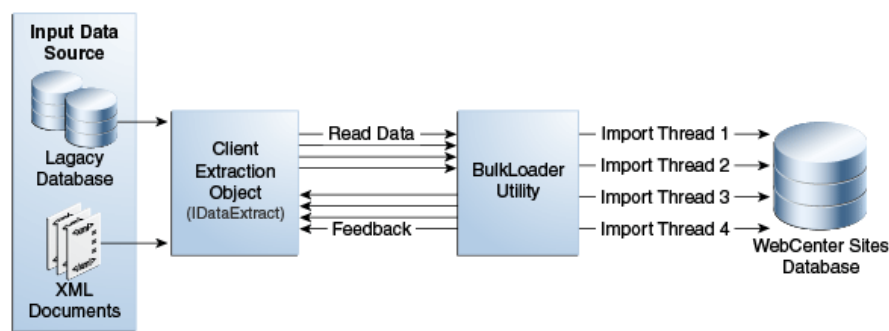 Input Data
Source
Lagacy
Database
XML
Documents
Client
Extraction
Object
(IDataExtract)
Read Data
Feedback
BulkLoader
Utility
Import Thread 1
Import Thread 2
Import Thread 3
Import Thread 4
WebCenter Sites
Database